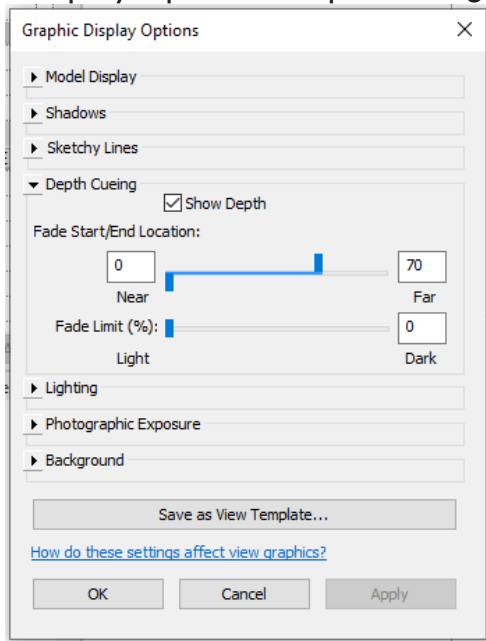 Graphic Display Options
Model Display
Shadows
Sketchy Lines
Depth Cueing
Show Depth
Fade Start/End Location:
0 70
Near Far
Fade Limit (%): 0
Light Dark
Lighting
Photographic Exposure
Background
Save as View Template...
How do these settings affect view graphics?
OK Cancel Apply